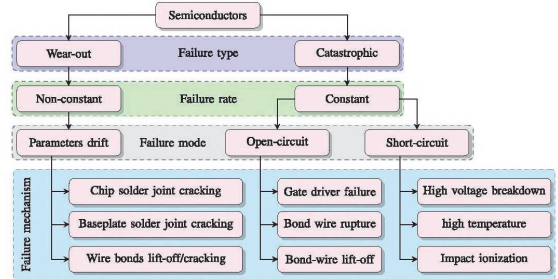 Semiconductors
Wear-out
Failure type
Catastrophic
Non-constant
Failure rate
Constant
Parameters drift
Failure mode
Open-circuit
Short-circuit
Failure mechanism
Chip solder joint cracking
Gate driver failure
High voltage breakdown
Baseplate solder joint cracking
Bond wire rupture
high temperature
Wire bonds lift-off/cracking
Bond-wire lift-off
Impact ionization